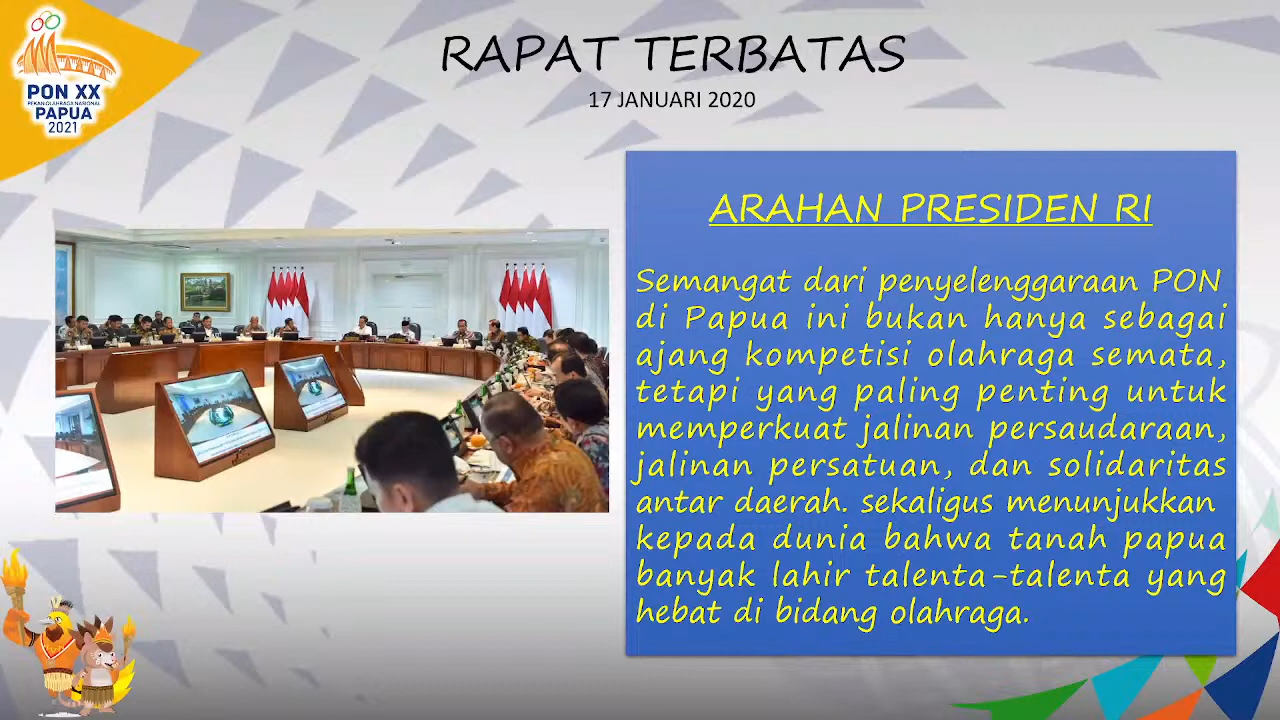 PON XX
PEKAN OLAHRAGA NASIONAL
PAPUA
2021
RAPAT TERBATAS
17 JANUARI 2020
ARAHAN PRESIDEN RI
Semangat dari penyelenggaraan PON
di Papua ini bukan hanya sebagai
ajang kompetisi olahraga semata,
tetapi yang paling penting untuk
memperkuat jalinan persaudaraan,
jalinan persatuan, dan solidaritas
antar daerah. sekaligus menunjukkan
kepada dunia bahwa tanah papua
banyak lahir talenta-talenta yang
hebat di bidang olahraga.